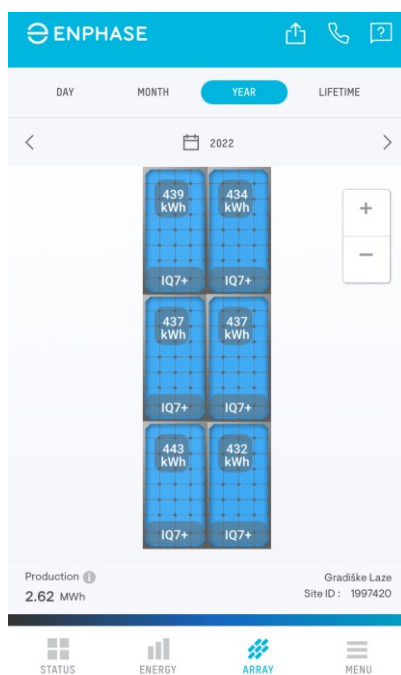 ENPHASE
DAY MONTH YEAR LIFETIME
2022
439 kWh
434 kWh
IQ7+ IQ7+
437 kWh
437 kWh
IQ7+ IQ7+
443 kWh
432 kWh
IQ7+ IQ7+
Production
2.62 MWh
Gradiške Laze
Site ID : 1997420
STATUS ENERGY ARRAY MENU